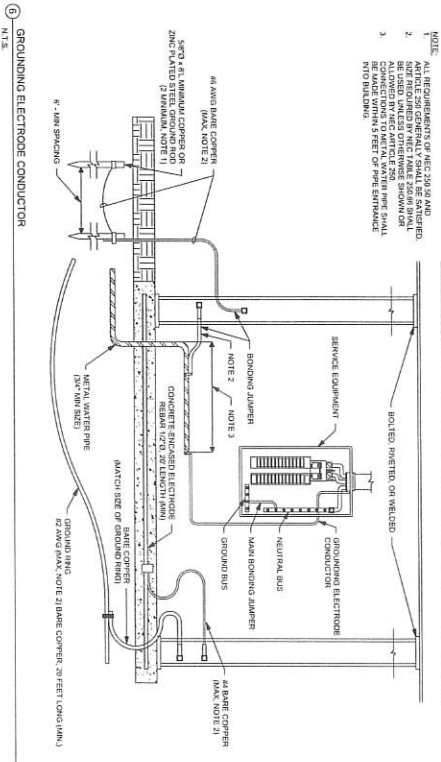 NOTE:
1. ALL REQUIREMENTS OF NEC 250.50 AND
ARTICLE 250 GENERALLY SHALL BE SATISFIED.
2. SIZE REQUIRED BY NEC TABLE 250.66 SHALL
BE USED UNLESS OTHERWISE SHOWN OR
ALLOWED BY NEC ARTICLE 250
3. CONNECTIONS TO METAL WATER PIPE SHALL
BE MADE WITHIN 5 FEET OF PIPE ENTRANCE
INTO BUILDING.
BOLTED, RIVETED, OR WELDED
SERVICE EQUIPMENT
GROUNDING ELECTRODE
CONDUCTOR
NEUTRAL BUS
MAIN BONDING JUMPER
GROUND BUS
BONDING JUMPER
NOTE 2
NOTE 3
#6 AWG BARE COPPER
(MAX, NOTE 2)
5/8"Ø x 8'L MINIMUM COPPER OR
ZINC PLATED STEEL GROUND ROD
(2 MINIMUM, NOTE 1)
6' - MIN SPACING
#4 BARE COPPER
(MAX, NOTE 2)
CONCRETE-ENCASED ELECTRODE
REBAR 1/2"Ø, 20' LENGTH (MIN)
METAL WATER PIPE
(3/4" MIN SIZE)
BARE COPPER
(MATCH SIZE OF GROUND RING)
GROUND RING
#2 AWG (MAX, NOTE 2) BARE COPPER, 20 FEET LONG (MIN.)
6
GROUNDING ELECTRODE CONDUCTOR
N.T.S.